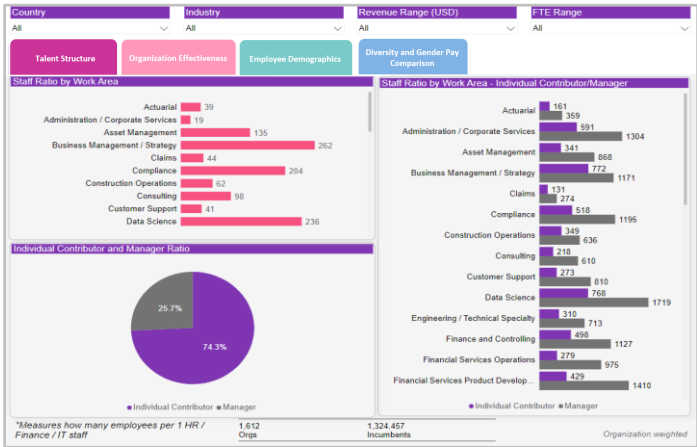 Country
Industry
Revenue Range (USD)
FTE Range
All
All
All
All
Talent Structure
Organization Effectiveness
Employee Demographics
Diversity and Gender Pay
Comparison
Staff Ratio by Work Area
Actuarial 39
Administration / Corporate Services 19
Asset Management 135
Business Management / Strategy 262
Claims 44
Compliance 204
Construction Operations 62
Consulting 98
Customer Support 41
Data Science 236
Individual Contributor and Manager Ratio
25.7%
74.3%
Individual Contributor Manager
Staff Ratio by Work Area - Individual Contributor/Manager
Actuarial 161 359
Administration / Corporate Services 591 1304
Asset Management 341 868
Business Management / Strategy 772 1171
Claims 131 274
Compliance 518 1195
Construction Operations 349 636
Consulting 218 610
Customer Support 273 810
Data Science 768 1719
Engineering / Technical Specialty 310 713
Finance and Controlling 498 1127
Financial Services Operations 279 975
Financial Services Product Develop... 429 1410
Individual Contributor Manager
"Measures how many employees per 1 HR /
Finance / IT staff
1,612
Orgs
1,324,457
Incumbents
Organization weighted